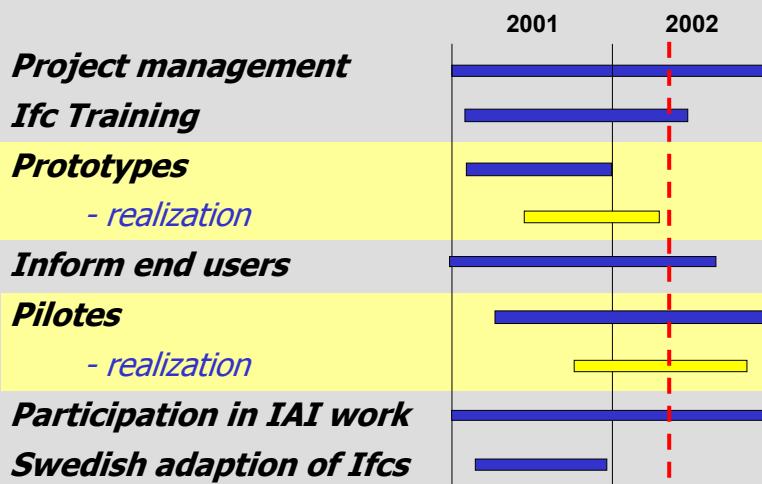 2001 2002
Project management
Ifc Training
Prototypes
- realization
Inform end users
Pilotes
- realization
Participation in IAI work
Swedish adaption of Ifcs